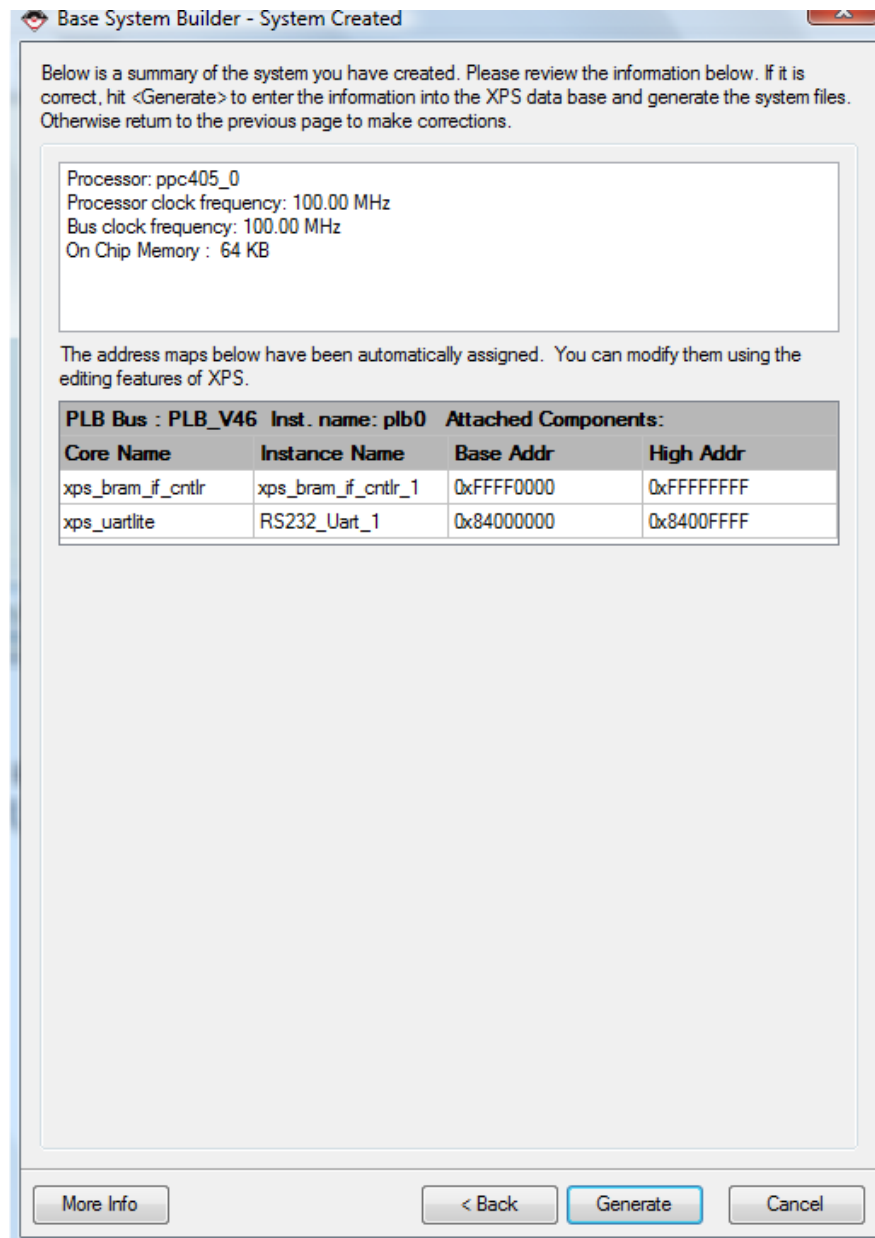 Base System Builder - System Created
Below is a summary of the system you have created. Please review the information below. If it is
correct, hit <Generate> to enter the information into the XPS data base and generate the system files.
Otherwise return to the previous page to make corrections.
Processor: ppc405_0
Processor clock frequency: 100.00 MHz
Bus clock frequency: 100.00 MHz
On Chip Memory : 64 KB
The address maps below have been automatically assigned. You can modify them using the
editing features of XPS.
PLB Bus : PLB_V46 Inst. name: plb0 Attached Components:
Core Name Instance Name Base Addr High Addr
xps_bram_if_cntlr xps_bram_if_cntlr_1 0xFFFF0000 0xFFFFFFFF
xps_uartlite RS232_Uart_1 0x84000000 0x8400FFFF
More Info < Back Generate Cancel